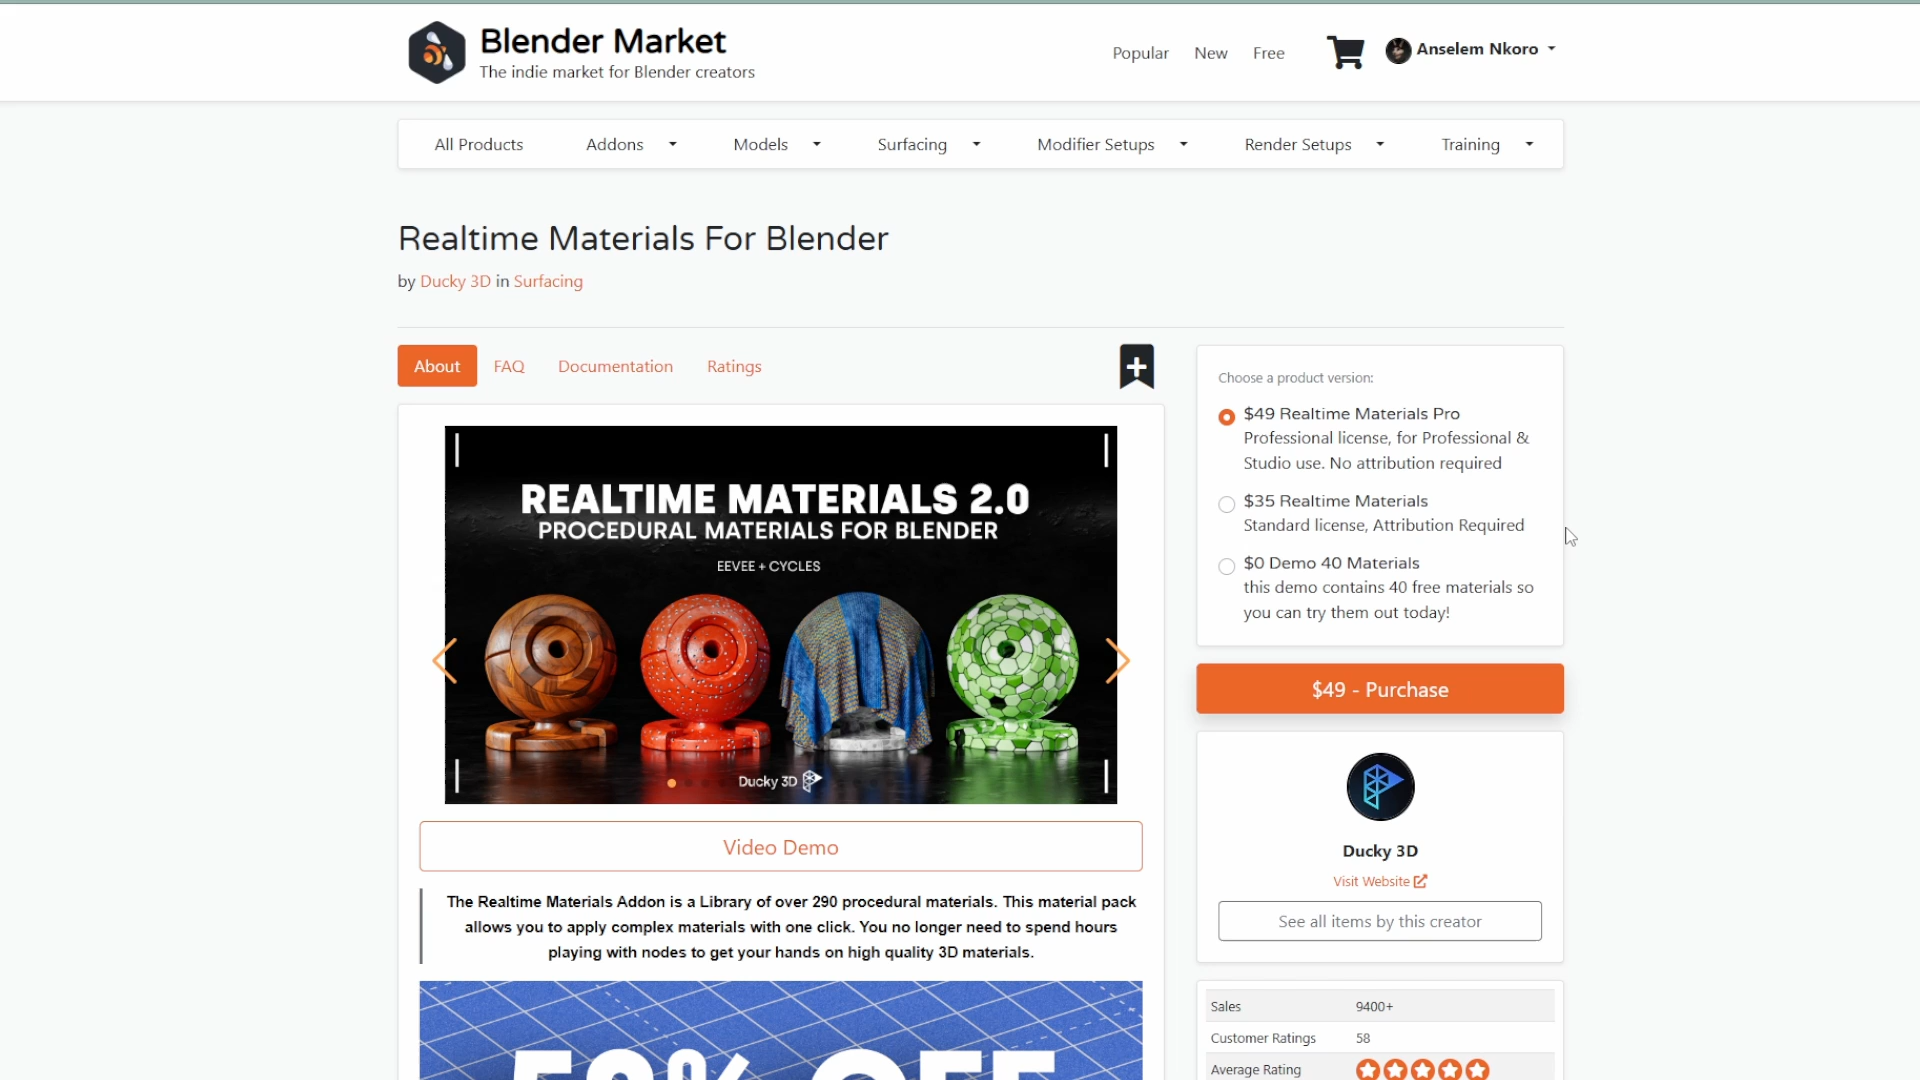 Blender Market
The indie market for Blender creators
Popular New Free
Anselem Nkoro
All Products Addons Models Surfacing Modifier Setups Render Setups Training
Realtime Materials For Blender
by Ducky 3D in Surfacing
About FAQ Documentation Ratings
REALTIME MATERIALS 2.0
PROCEDURAL MATERIALS FOR BLENDER
EEVEE + CYCLES
Ducky 3D
Video Demo
The Realtime Materials Addon is a Library of over 290 procedural materials. This material pack
allows you to apply complex materials with one click. You no longer need to spend hours
playing with nodes to get your hands on high quality 3D materials.
50% OFF
Choose a product version:
$49 Realtime Materials Pro
Professional license, for Professional &
Studio use. No attribution required
$35 Realtime Materials
Standard license, Attribution Required
$0 Demo 40 Materials
this demo contains 40 free materials so
you can try them out today!
$49 - Purchase
Ducky 3D
Visit Website
See all items by this creator
Sales 9400+
Customer Ratings 58
Average Rating